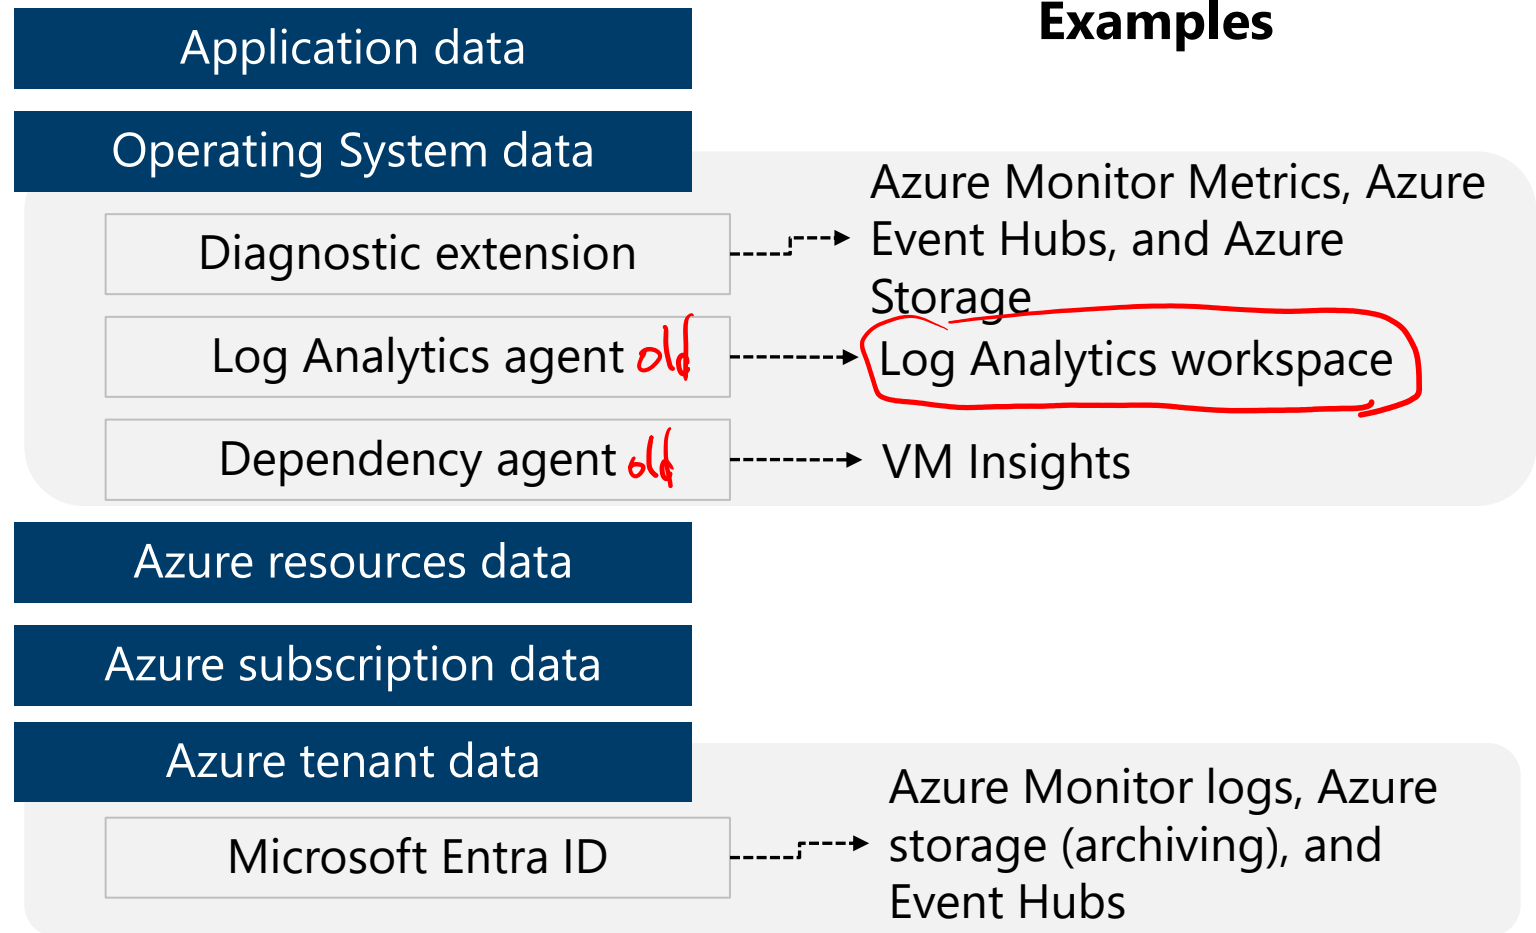 Examples
Application data
Operating System data
Diagnostic extension
Azure Monitor Metrics, Azure
Event Hubs, and Azure
Storage
Log Analytics agent old
Log Analytics workspace
Dependency agent old
VM Insights
Azure resources data
Azure subscription data
Azure tenant data
Microsoft Entra ID
Azure Monitor logs, Azure
storage (archiving), and
Event Hubs